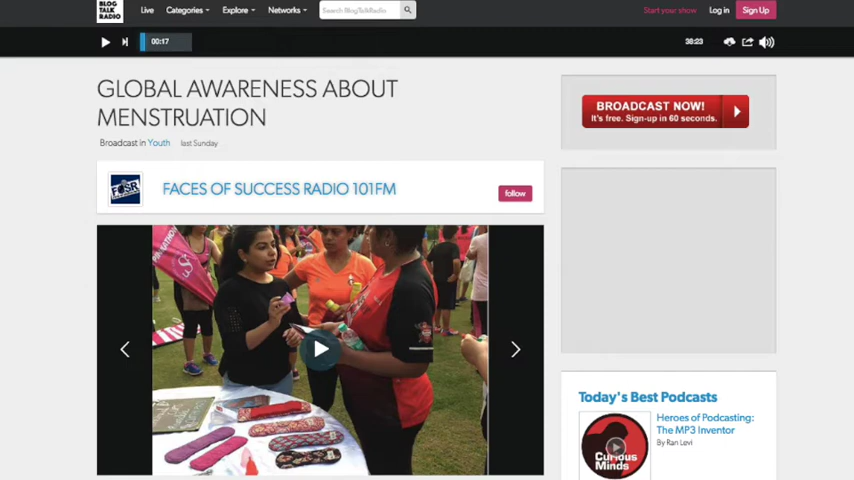 BLOG
TALK
RADIO
Live Categories Explore Networks Search BlogTalkRadio Start your show Log in Sign Up
00:17 38:23
GLOBAL AWARENESS ABOUT
MENSTRUATION
Broadcast in Youth last Sunday
FACES OF SUCCESS RADIO 101FM
follow
BROADCAST NOW!
It's free. Sign-up in 60 seconds.
Today's Best Podcasts
Heroes of Podcasting:
The MP3 Inventor
By Ran Levi
Curious
Minds